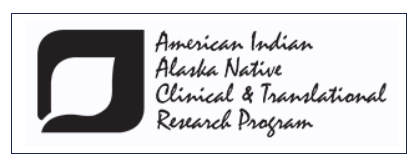 American Indian
Alaska Native
Clinical & Translational
Research Program